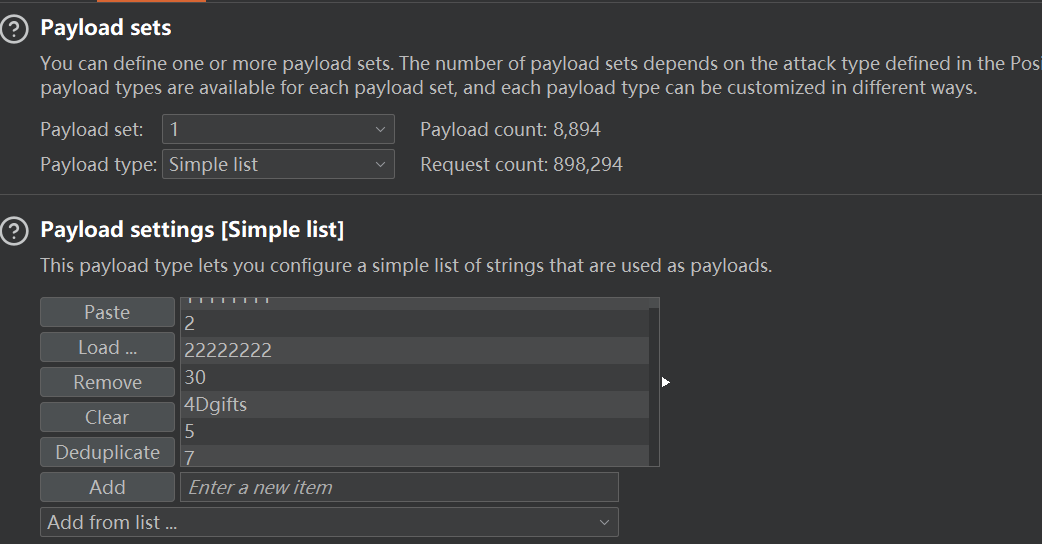 Payload sets
You can define one or more payload sets. The number of payload sets depends on the attack type defined in the Posi
payload types are available for each payload set, and each payload type can be customized in different ways.
Payload set: 1 Payload count: 8,894
Payload type: Simple list Request count: 898,294
Payload settings [Simple list]
This payload type lets you configure a simple list of strings that are used as payloads.
Paste
2
Load ... 22222222
Remove 30
Clear 4Dgifts
5
Deduplicate 7
Add Enter a new item
Add from list ...